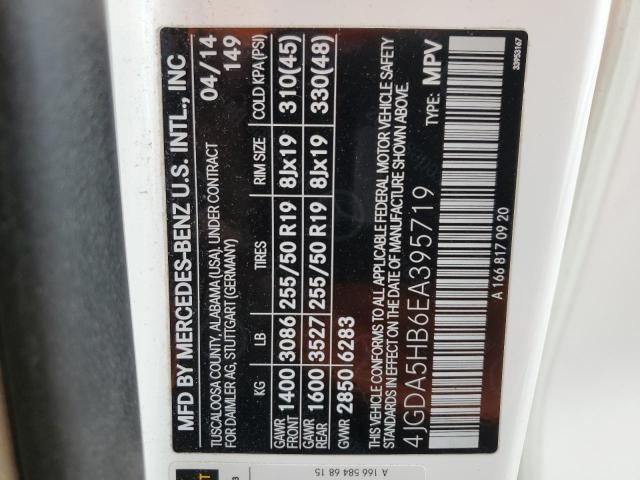 MFD BY MERCEDES-BENZ U.S. INTL., INC
TUSCALOOSA COUNTY, ALABAMA (USA), UNDER CONTRACT 04/14
FOR DAIMLER AG, STUTTGART (GERMANY) 149
KG LB TIRES RIM SIZE COLD KPA (PSI)
GAWR FRONT 1400 3086 255/50 R19 8Jx19 310(45)
GAWR REAR 1600 3527 255/50 R19 8Jx19 330(48)
GVWR 2850 6283
THIS VEHICLE CONFORMS TO ALL APPLICABLE FEDERAL MOTOR VEHICLE SAFETY
STANDARDS IN EFFECT ON THE DATE OF MANUFACTURE SHOWN ABOVE.
4JGDA5HB6EA395719 TYPE: MPV
A 166 817 09 20
33953167
A 166 584 68 15